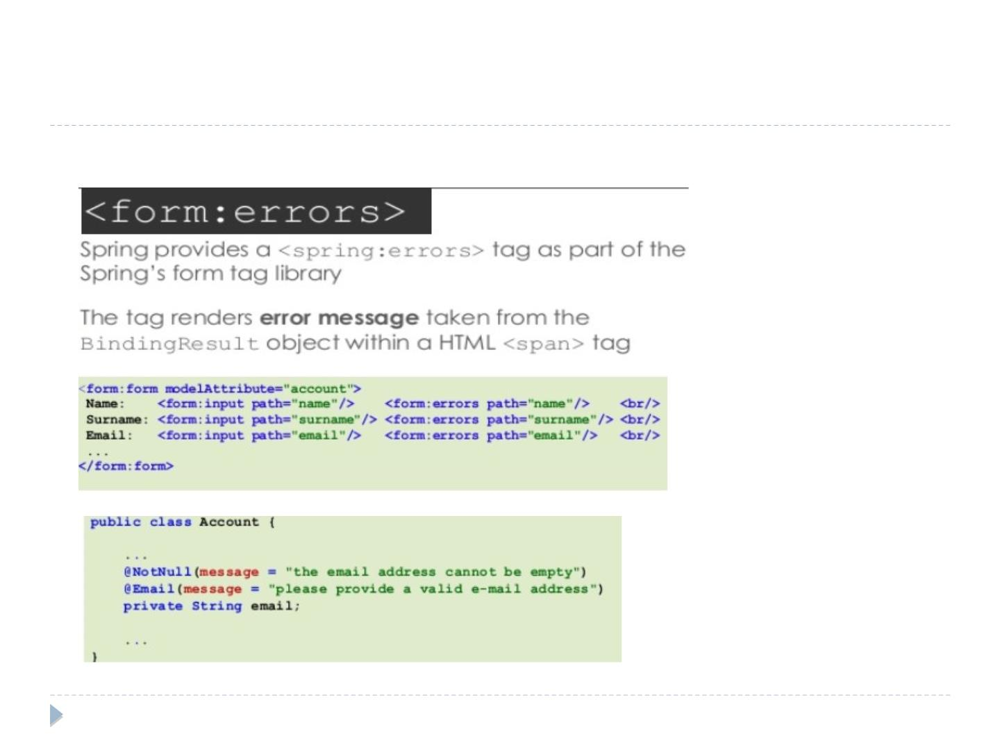 <form:errors>
Spring provides a <spring:errors> tag as part of the
Spring's form tag library
The tag renders error message taken from the
BindingResult object within a HTML <span> tag
<form:form modelAttribute="account">
Name: <form:input path="name"/> <form:errors path="name"/> <br/>
Surname: <form:input path="surname"/> <form:errors path="surname"/> <br/>
Email: <form:input path="email"/> <form:errors path="email"/> <br/>
...
</form:form>
public class Account {
...
@NotNull(message = "the email address cannot be empty")
@Email(message = "please provide a valid e-mail address")
private String email;
...
}